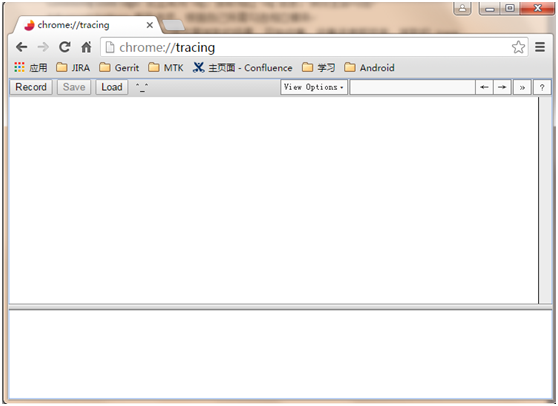 chrome://tracing
chrome://tracing
应用 JIRA Gerrit MTK 主页面 - Confluence 学习 Android
Record Save Load ^_^ View Options▾ ← → » ?